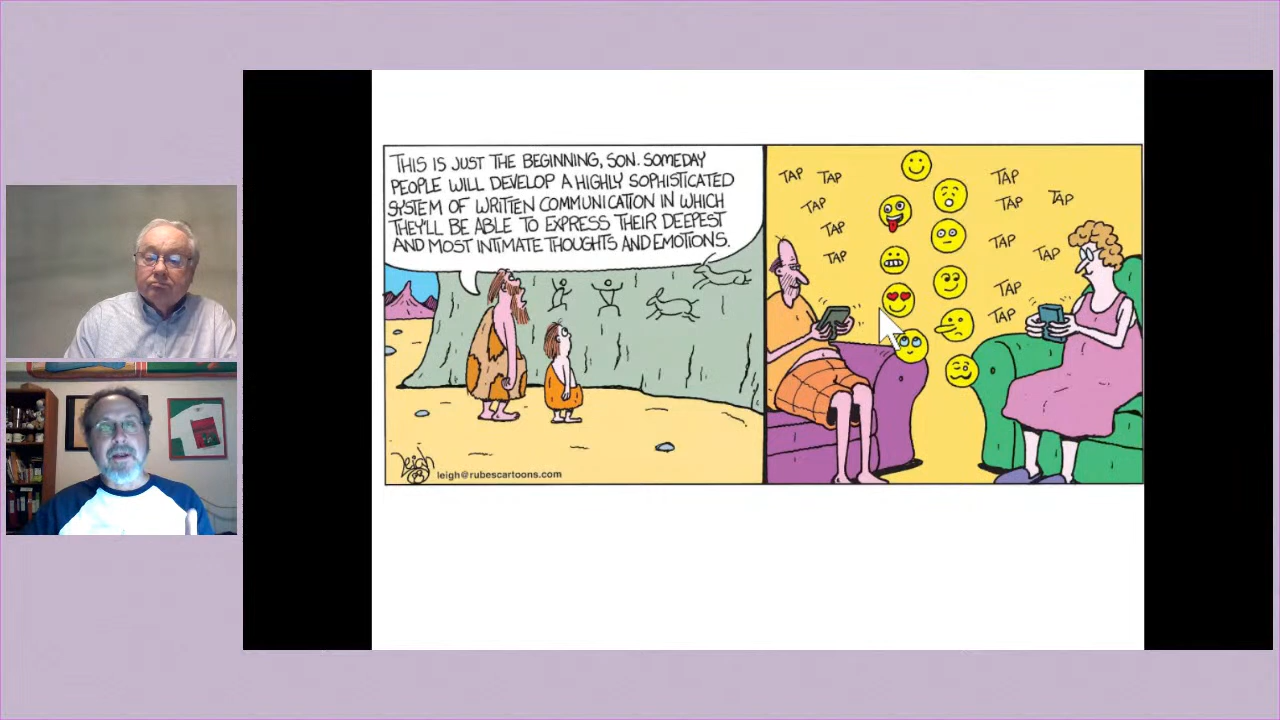 THIS IS JUST THE BEGINNING, SON. SOMEDAY
PEOPLE WILL DEVELOP A HIGHLY SOPHISTICATED
SYSTEM OF WRITTEN COMMUNICATION IN WHICH
THEY'LL BE ABLE TO EXPRESS THEIR DEEPEST
AND MOST INTIMATE THOUGHTS AND EMOTIONS.
Leigh
leigh@rubescartoons.com
TAP TAP
TAP
TAP
TAP
TAP
TAP TAP
TAP TAP
TAP
TAP